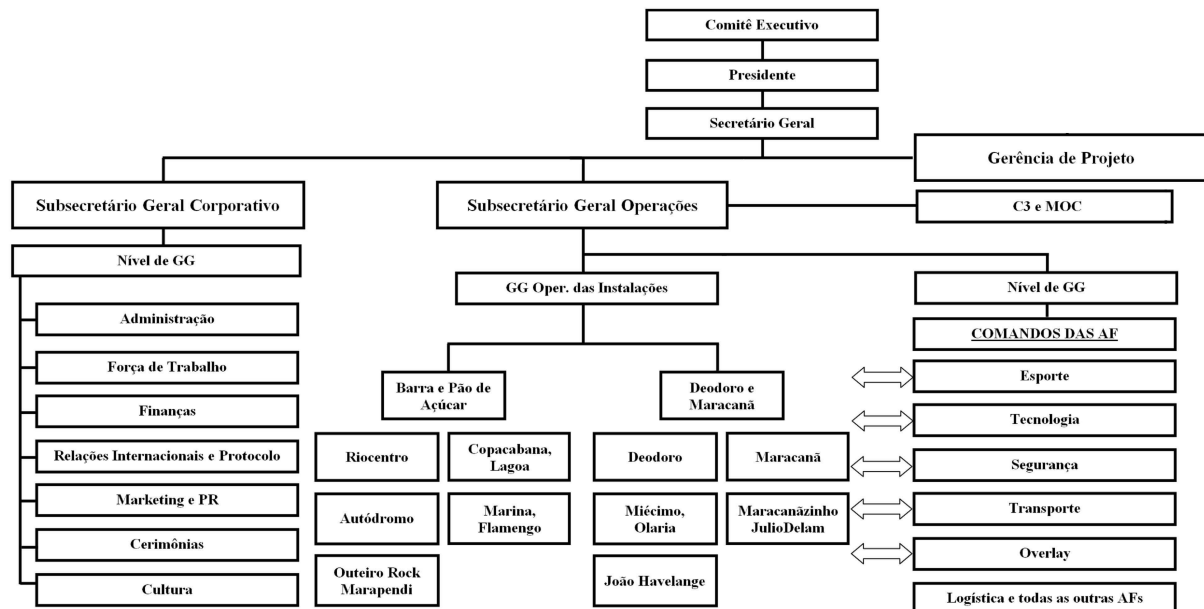 Comitê Executivo
Presidente
Secretário Geral
Gerência de Projeto
Subsecretário Geral Corporativo
Subsecretário Geral Operações
C3 e MOC
Nível de GG
GG Oper. das Instalações
Nível de GG
Administração
Força de Trabalho
Finanças
Relações Internacionais e Protocolo
Marketing e PR
Cerimônias
Cultura
Barra e Pão de
Açúcar
Deodoro e
Maracanã
Riocentro
Copacabana,
Lagoa
Autódromo
Marina,
Flamengo
Outeiro Rock
Marapendi
Deodoro
Maracanã
Miécimo,
Olaria
Maracanãzinho
JulioDelam
João Havelange
COMANDOS DAS AF
Esporte
Tecnologia
Segurança
Transporte
Overlay
Logística e todas as outras AFs